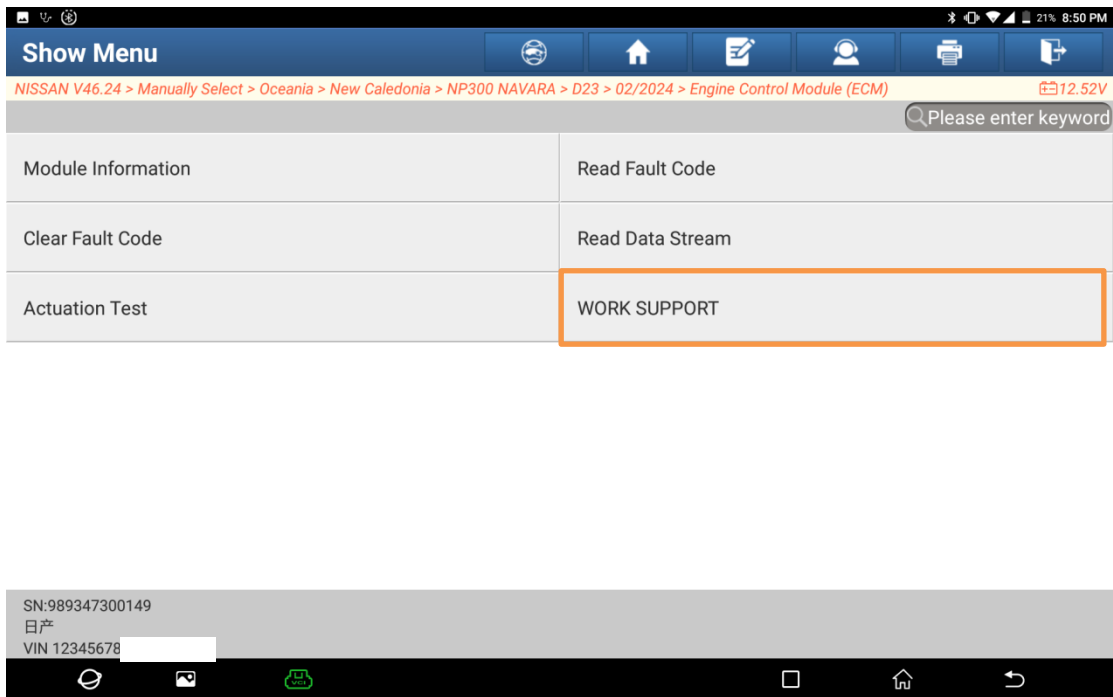 21% 8:50 PM
Show Menu
NISSAN V46.24 > Manually Select > Oceania > New Caledonia > NP300 NAVARA > D23 > 02/2024 > Engine Control Module (ECM)
12.52V
Please enter keyword
Module Information
Read Fault Code
Clear Fault Code
Read Data Stream
Actuation Test
WORK SUPPORT
SN:989347300149
日产
VIN 12345678
VCI